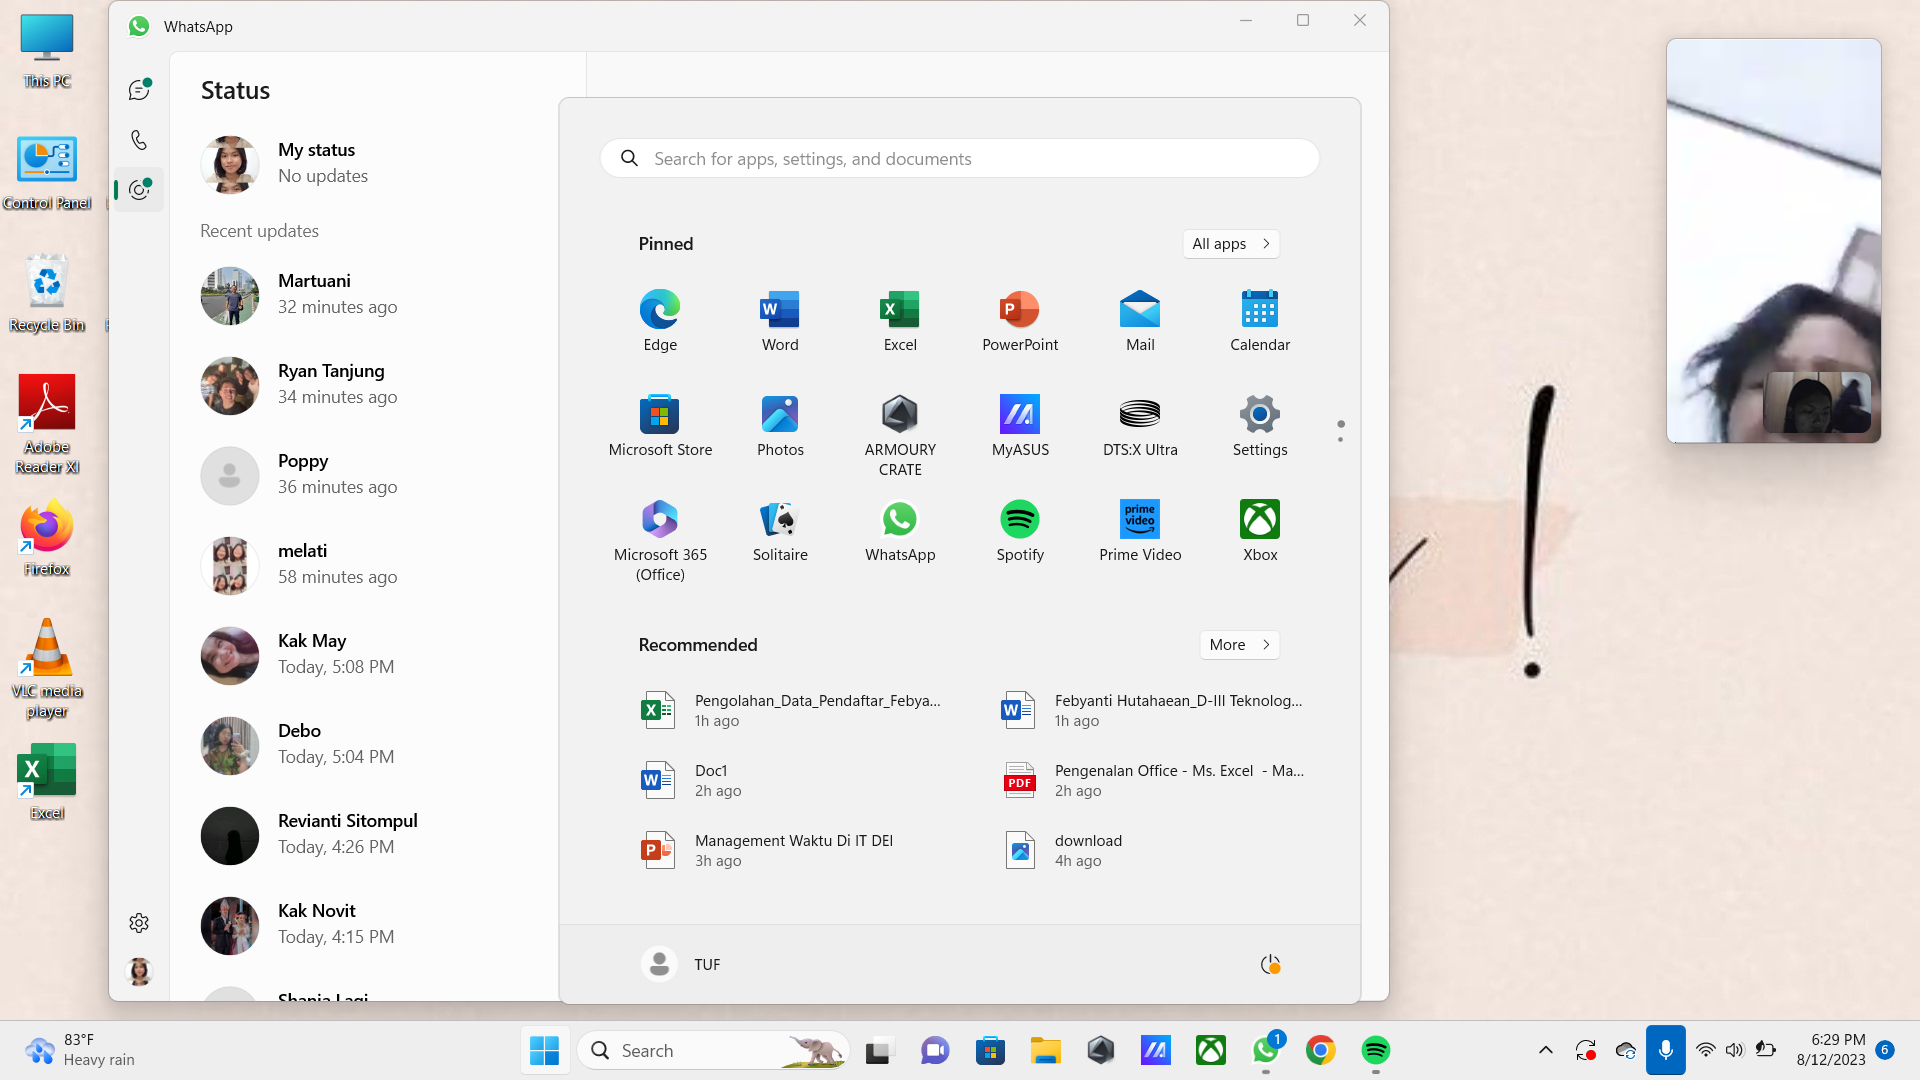 This PC
Control Panel
Recycle Bin
Adobe
Reader XI
Firefox
VLC media
player
Excel
WhatsApp
Status
My status
No updates
Recent updates
Martuani
32 minutes ago
Ryan Tanjung
34 minutes ago
Poppy
36 minutes ago
melati
58 minutes ago
Kak May
Today, 5:08 PM
Debo
Today, 5:04 PM
Revianti Sitompul
Today, 4:26 PM
Kak Novit
Today, 4:15 PM
Search for apps, settings, and documents
Pinned
All apps
Edge
Word
Excel
PowerPoint
Mail
Calendar
Microsoft Store
Photos
ARMOURY
CRATE
MyASUS
DTS:X Ultra
Settings
Microsoft 365
(Office)
Solitaire
WhatsApp
Spotify
prime
video
Prime Video
Xbox
Recommended
More
Pengolahan_Data_Pendaftar_Febya...
1h ago
Febyanti Hutahaean_D-III Teknolog...
1h ago
Doc1
2h ago
PDF
Pengenalan Office - Ms. Excel - Ma...
2h ago
Management Waktu Di IT DEl
3h ago
download
4h ago
TUF
!
83°F
Heavy rain
Search
1
6:29 PM
8/12/2023
6